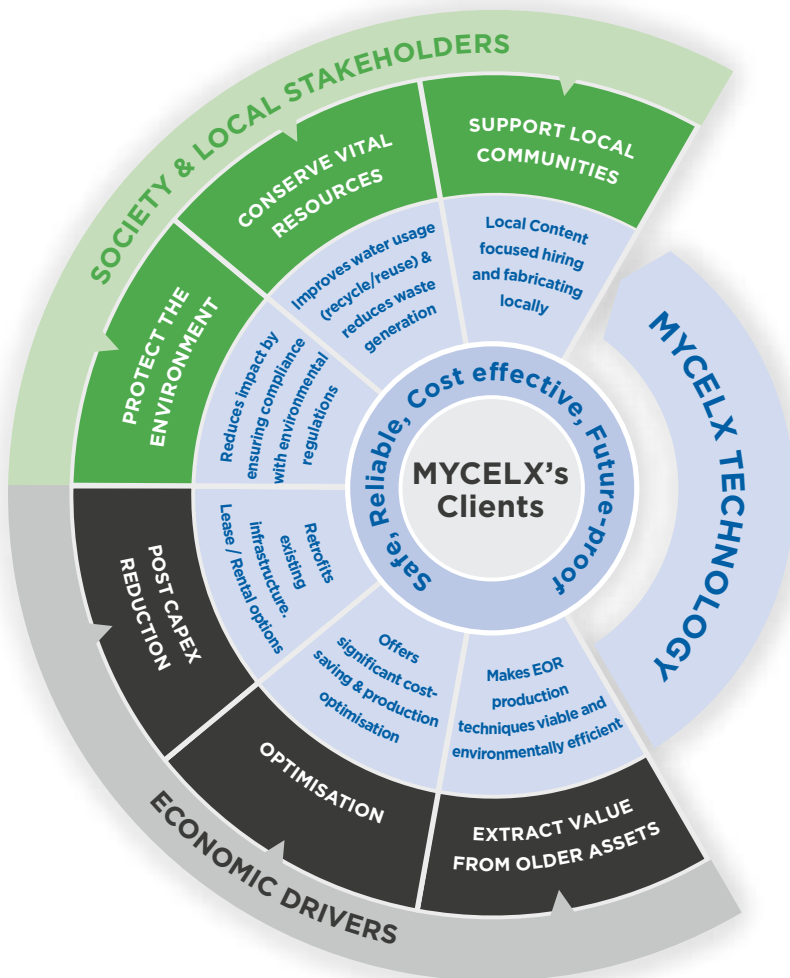 SOCIETY & LOCAL STAKEHOLDERS
PROTECT THE
ENVIRONMENT
Reduces impact by
ensuring compliance
with environmental
regulations
CONSERVE VITAL
RESOURCES
Improves water usage
(recycle/reuse) &
reduces waste
generation
SUPPORT LOCAL
COMMUNITIES
Local Content
focused hiring
and fabricating
locally
MYCELX TECHNOLOGY
Safe, Reliable, Cost effective, Future-proof
MYCELX's
Clients
POST CAPEX
REDUCTION
Retrofits
existing
infrastructure.
Lease / Rental options
OPTIMISATION
Offers
significant cost-
saving & production
optimisation
EXTRACT VALUE
FROM OLDER ASSETS
Makes EOR
production
techniques viable and
environmentally efficient
ECONOMIC DRIVERS